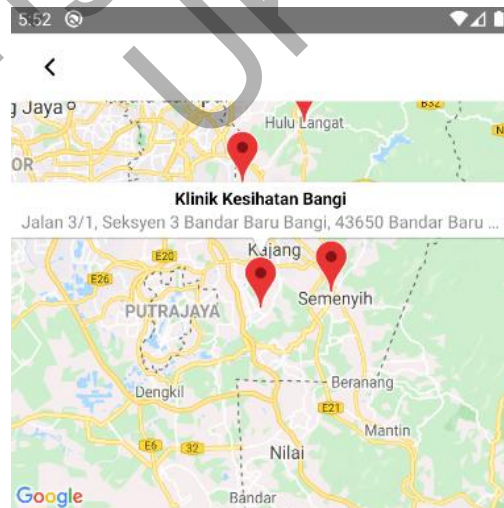 5:52
g Jaya
B32
Hulu Langat
OR
Klinik Kesihatan Bangi
Jalan 3/1, Seksyen 3 Bandar Baru Bangi, 43650 Bandar Baru ...
E20
Kajang
E26
PUTRAJAYA
Semenyih
Dengkil
Beranang
E21
Mantin
E6
32
Nilai
Google
Bandar